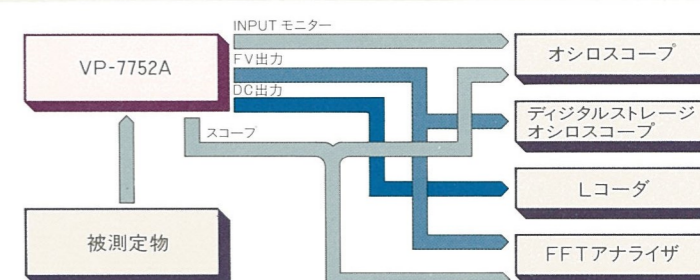 INPUT モニター
VP-7752A
オシロスコープ
FV出力
DC出力
ディジタルストレージ
オシロスコープ
スコープ
Lコーダ
被測定物
FFTアナライザ